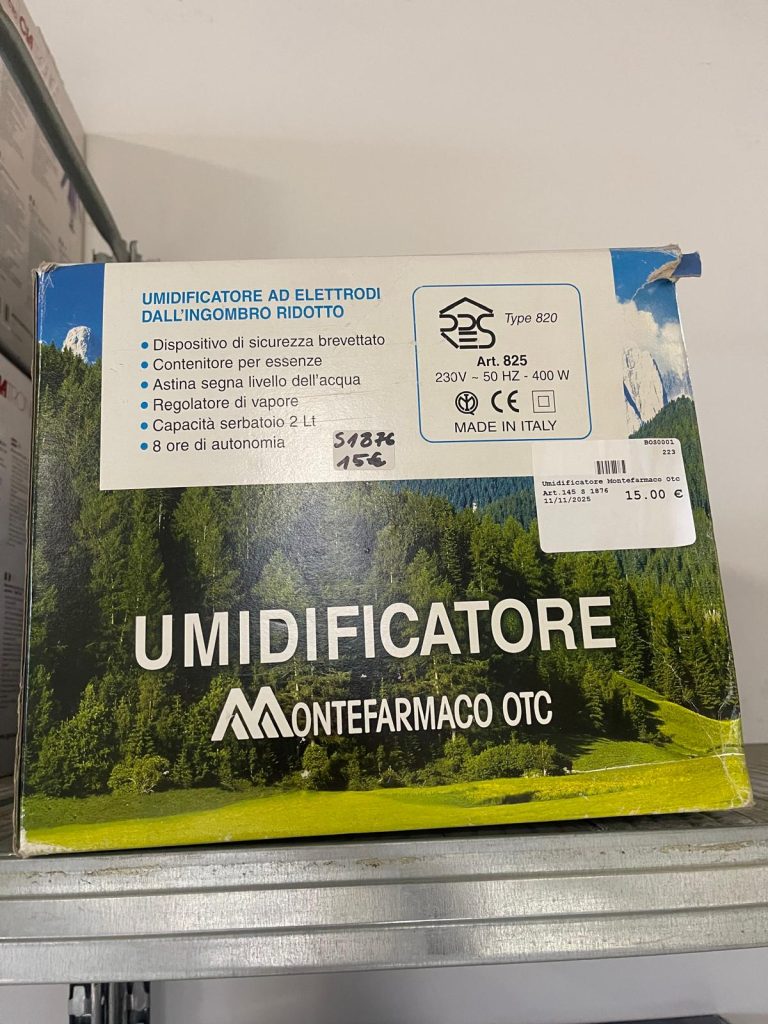 UMIDIFICATORE AD ELETTRODI
DALL'INGOMBRO RIDOTTO
• Dispositivo di sicurezza brevettato
• Contenitore per essenze
• Astina segna livello dell'acqua
• Regolatore di vapore
• Capacità serbatoio 2 Lt
• 8 ore di autonomia
S1876
15€
Type 820
Art. 825
230V ~ 50 HZ - 400 W
CE
MADE IN ITALY
BOS0001
223
Umidificatore Montefarmaco Otc
Art.145 S 1876
11/11/2025
15.00 €
UMIDIFICATORE
MONTEFARMACO OTC